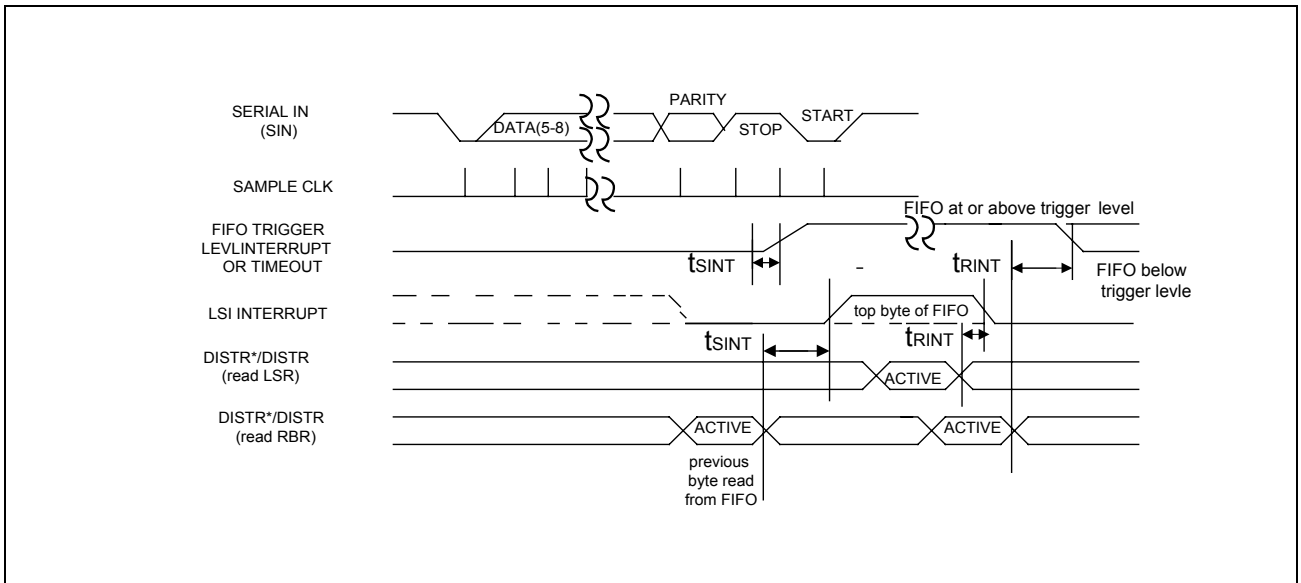 SERIAL IN
(SIN)
DATA(5-8)
PARITY
STOP
START
SAMPLE CLK
FIFO TRIGGER
LEVLINTERRUPT
OR TIMEOUT
FIFO at or above trigger level
tSINT
tRINT
FIFO below
trigger levle
LSI INTERRUPT
top byte of FIFO
tSINT
tRINT
DISTR*/DISTR
(read LSR)
ACTIVE
DISTR*/DISTR
(read RBR)
ACTIVE
ACTIVE
previous
byte read
from FIFO